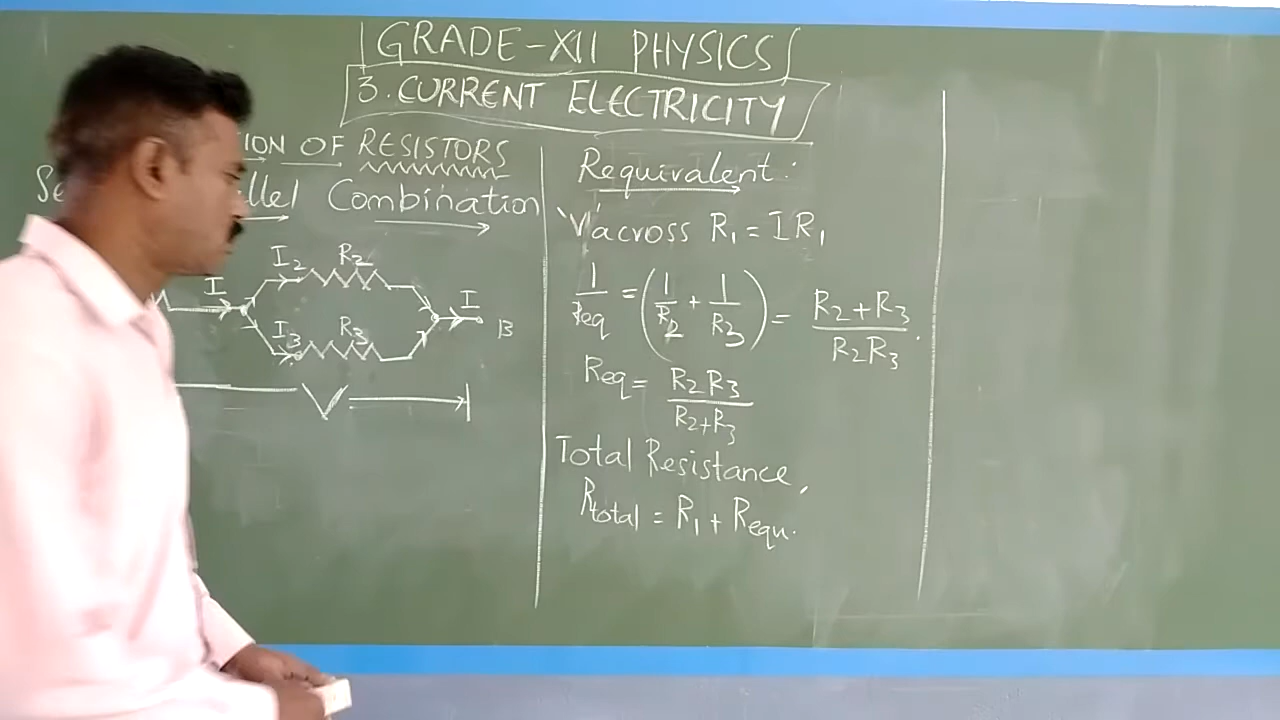 GRADE-XII PHYSICS
3. CURRENT ELECTRICITY
ION OF RESISTORS
Se llel Combination
I I2 R2 I B
I3 R3
V
Requivalent:
'V' across R1 = IR1
1/Req = (1/R2 + 1/R3) = R2+R3/R2R3.
Req = R2R3/R2+R3
Total Resistance,
Rtotal = R1 + Requ.